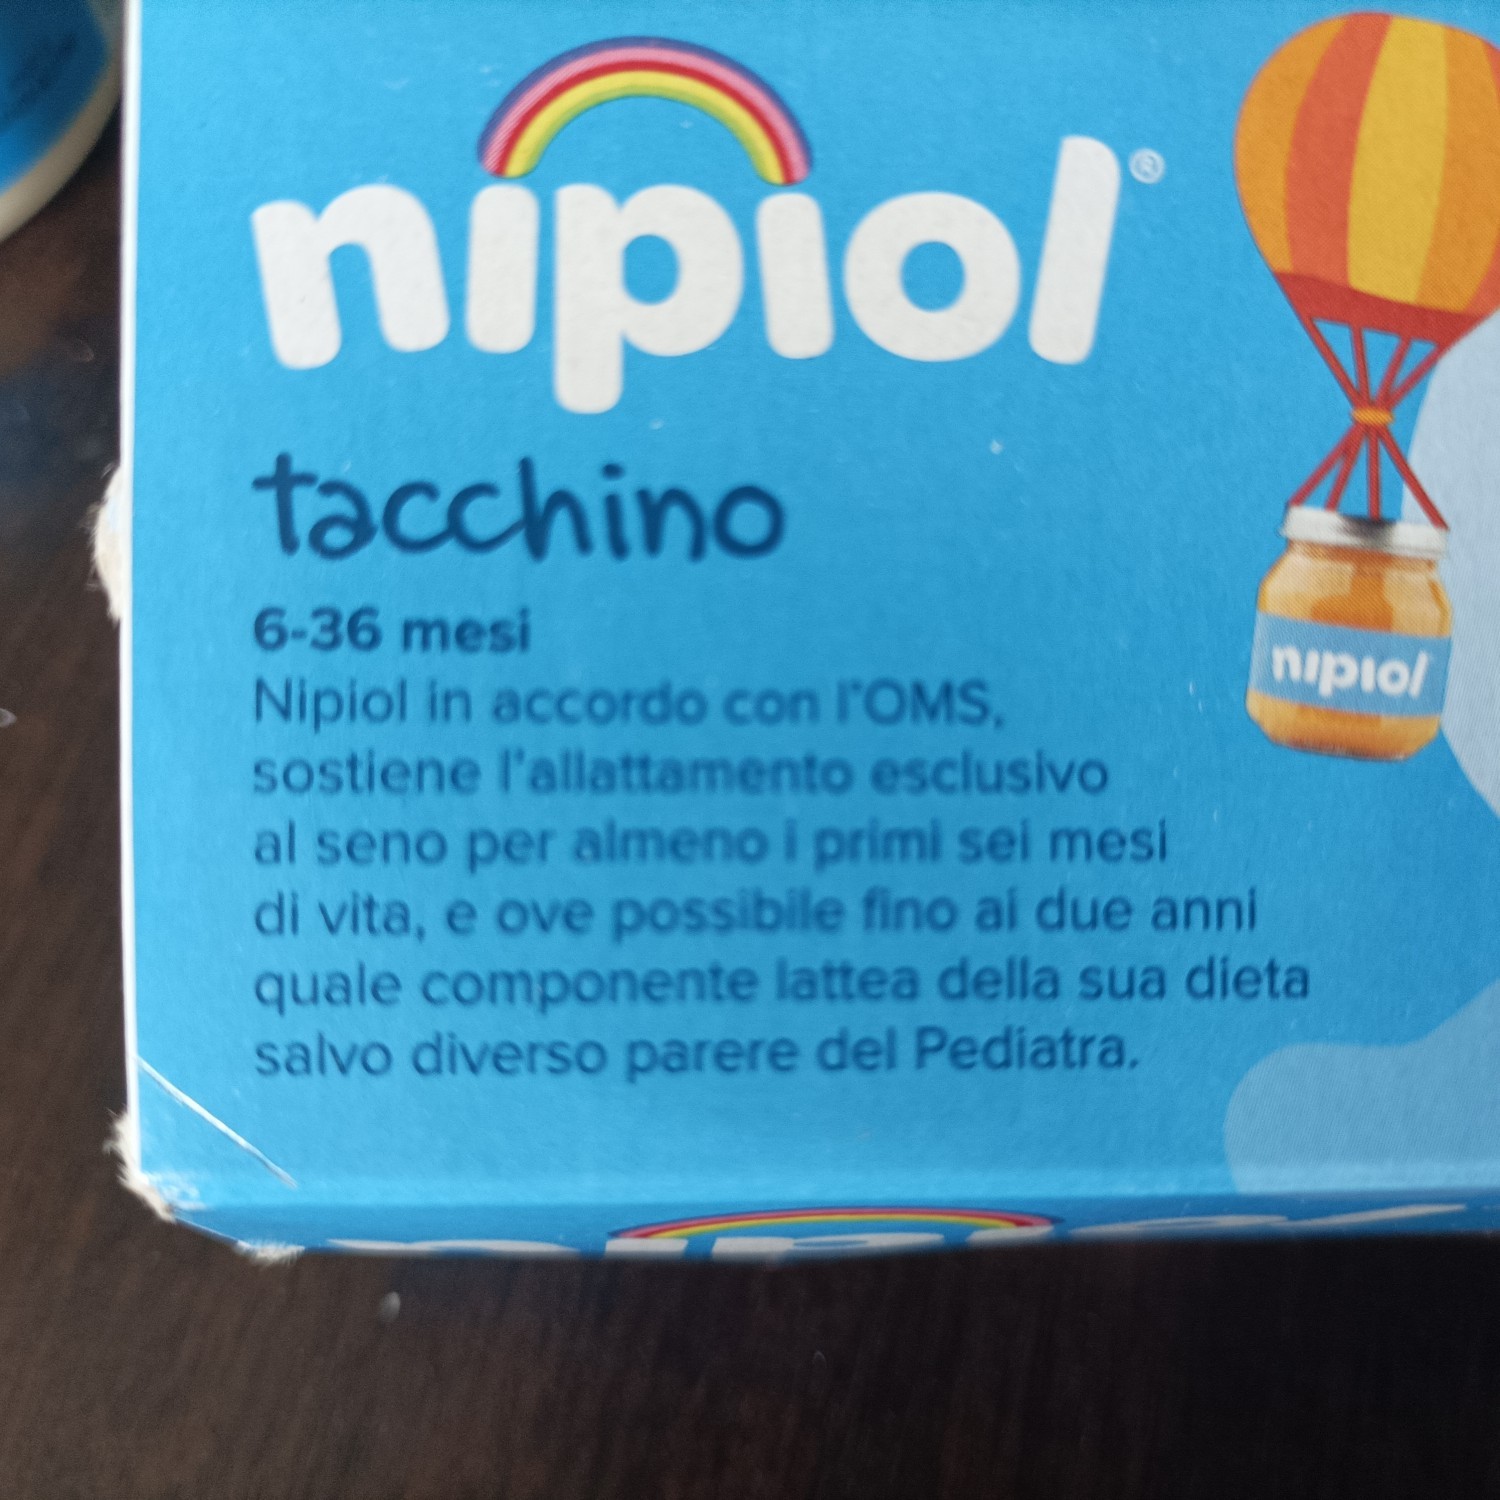 nipiol®
tacchino
6-36 mesi
Nipiol in accordo con l'OMS,
sostiene l'allattamento esclusivo
al seno per almeno i primi sei mesi
di vita, e ove possibile fino ai due anni
quale componente lattea della sua dieta
salvo diverso parere del Pediatra.
nipiol
nipiol